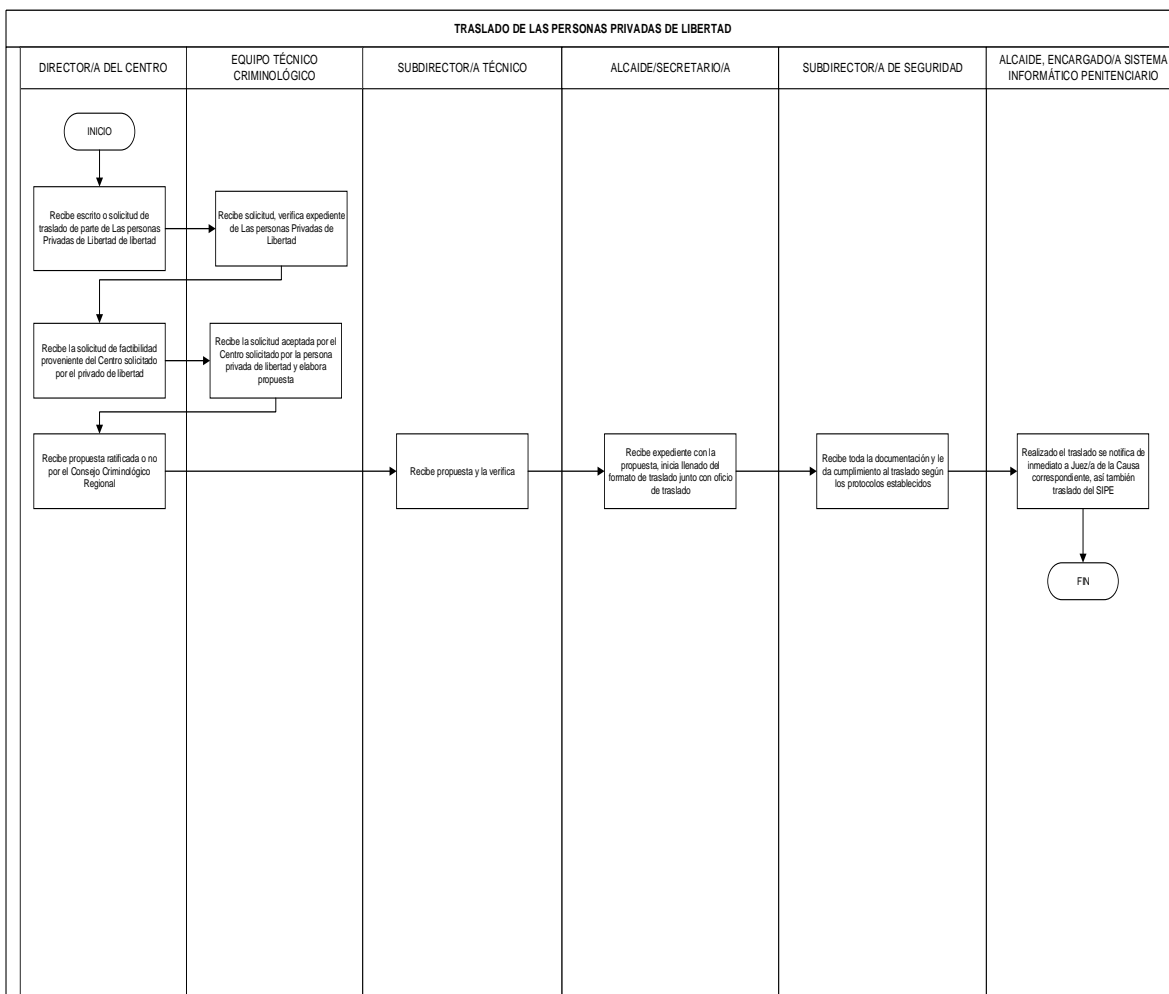 TRASLADO DE LAS PERSONAS PRIVADAS DE LIBERTAD
DIRECTOR/A DEL CENTRO
EQUIPO TÉCNICO
CRIMINOLÓGICO
SUBDIRECTOR/A TÉCNICO
ALCAIDE/SECRETARIO/A
SUBDIRECTOR/A DE SEGURIDAD
ALCAIDE, ENCARGADO/A SISTEMA
INFORMÁTICO PENITENCIARIO
INICIO
Recibe escrito o solicitud de
traslado de parte de Las personas
Privadas de Libertad de libertad
Recibe solicitud, verifica expediente
de Las personas Privadas de
Libertad
Recibe la solicitud de factibilidad
proveniente del Centro solicitado
por el privado de libertad
Recibe la solicitud aceptada por el
Centro solicitado por la persona
privada de libertad y elabora
propuesta
Recibe propuesta ratificada o no
por el Consejo Criminológico
Regional
Recibe propuesta y la verifica
Recibe expediente con la
propuesta, inicia llenado del
formato de traslado junto con oficio
de traslado
Recibe toda la documentación y le
da cumplimiento al traslado según
los protocolos establecidos
Realizado el traslado se notifica de
inmediato a Juez/a de la Causa
correspondiente, así también
traslado del SIPE
FIN